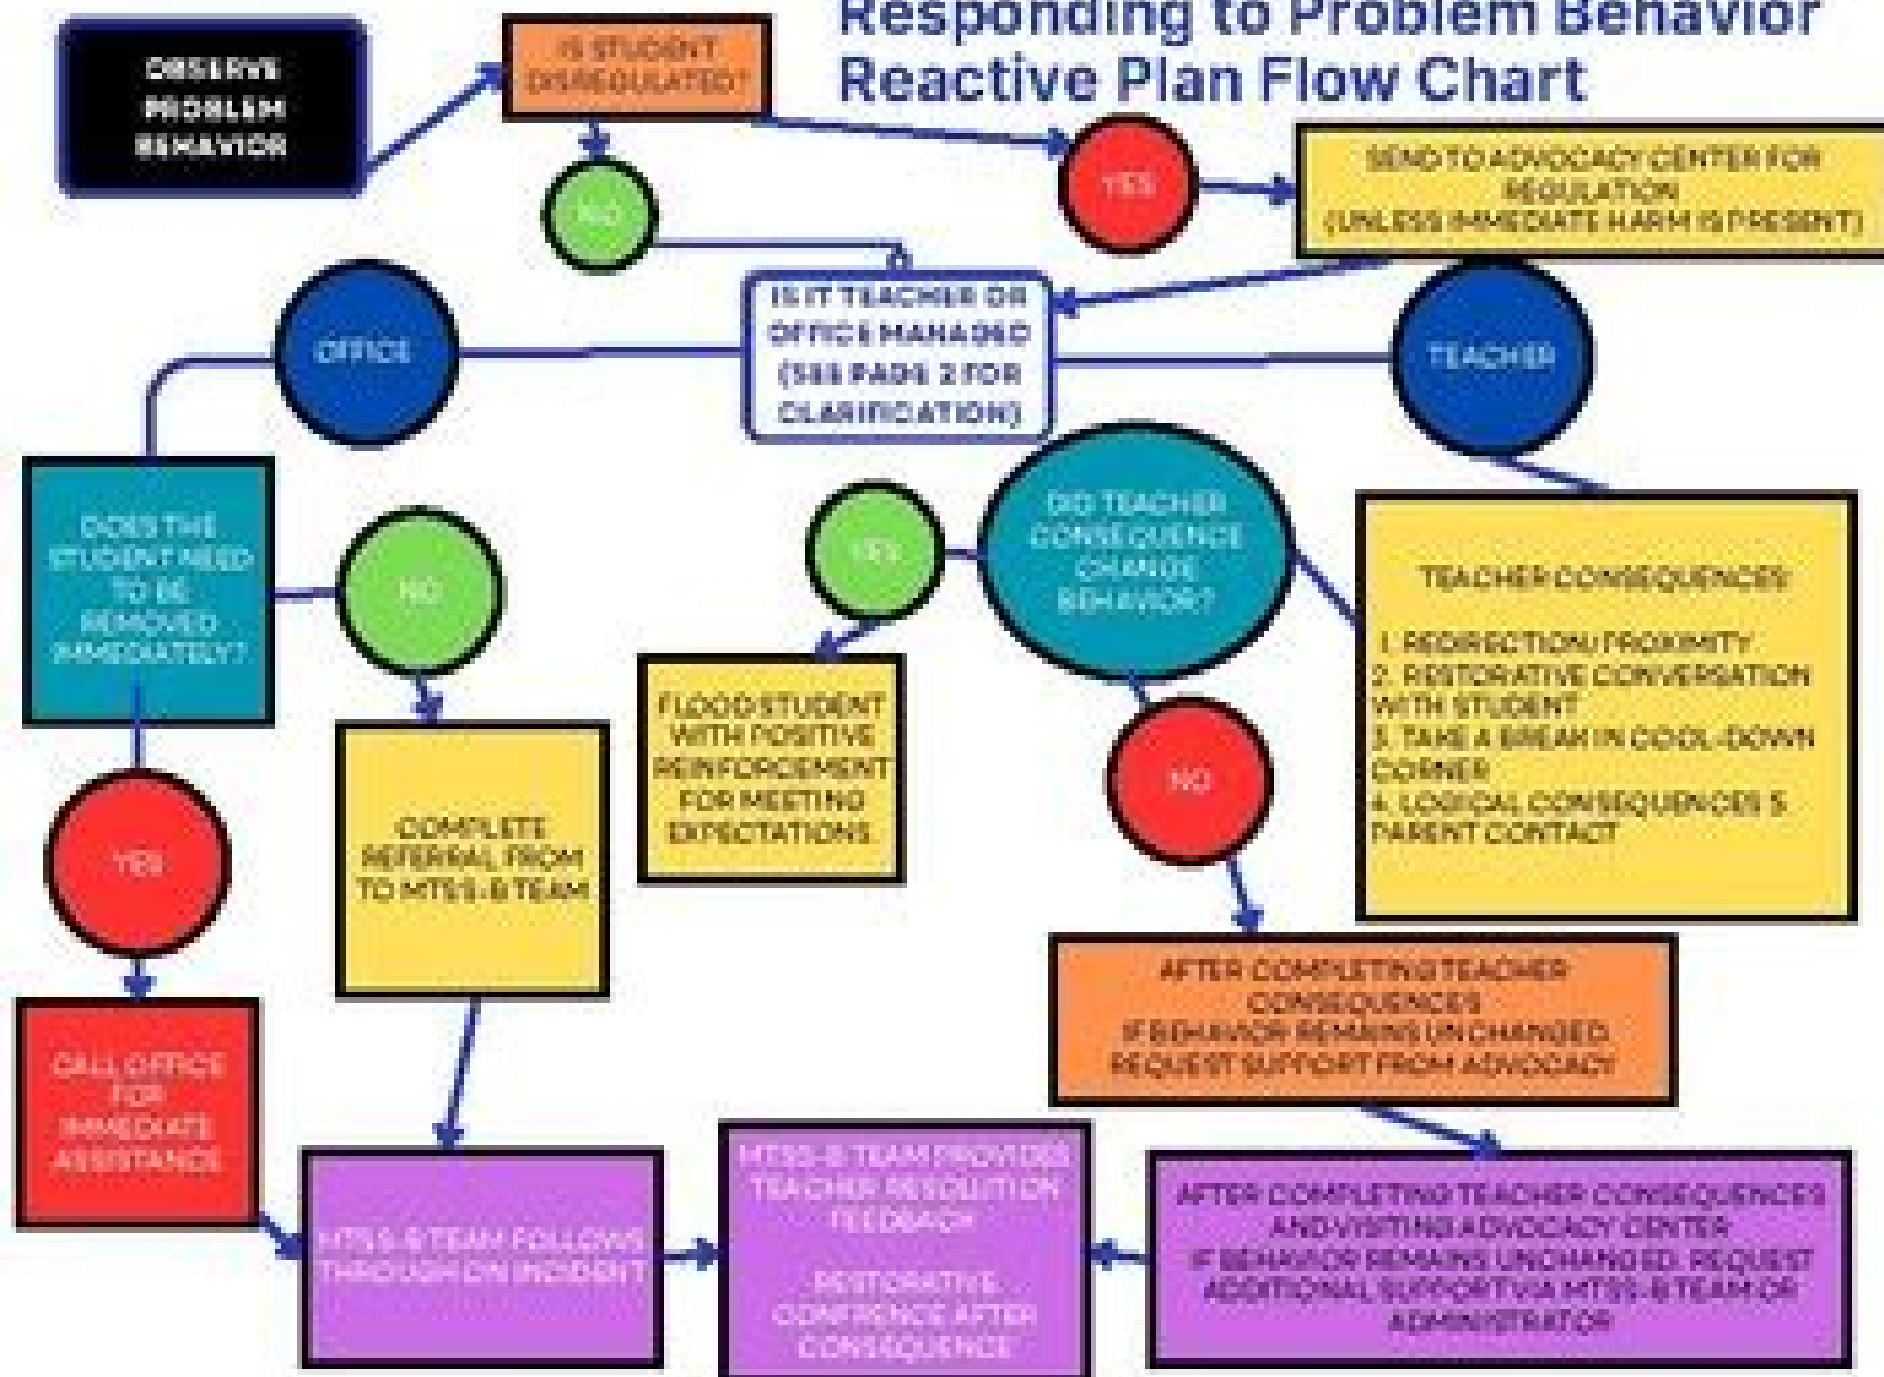 Responding to Problem Behavior
Reactive Plan Flow Chart
OBSERVE
PROBLEM
BEHAVIOR
IS STUDENT
DISREGULATED?
NO
YES
SEND TO ADVOCACY CENTER FOR
REGULATION
(UNLESS IMMEDIATE HARM IS PRESENT)
OFFICE
IS IT TEACHER OR
OFFICE MANAGED
(SEE PAGE 2 FOR
CLARIFICATION)
TEACHER
DOES THE
STUDENT NEED
TO BE
REMOVED
IMMEDIATELY?
NO
YES
DID TEACHER
CONSEQUENCE
CHANGE
BEHAVIOR?
TEACHER CONSEQUENCES
1. REDIRECTION/PROXIMITY
2. RESTORATIVE CONVERSATION
WITH STUDENT
3. TAKE A BREAK IN COOL-DOWN
CORNER
4. LOGICAL CONSEQUENCES
PARENT CONTACT
FLOOD STUDENT
WITH POSITIVE
REINFORCEMENT
FOR MEETING
EXPECTATIONS
NO
YES
COMPLETE
REFERRAL FROM
TO MTSS-B TEAM
AFTER COMPLETING TEACHER
CONSEQUENCES
IF BEHAVIOR REMAINS UNCHANGED,
REQUEST SUPPORT FROM ADVOCACY
CALL OFFICE
FOR
IMMEDIATE
ASSISTANCE
MTSS-B TEAM FOLLOWS
THROUGH ON INCIDENT
MTSS-B TEAM PROVIDES
TEACHER RESOLUTION
FEEDBACK
RESTORATIVE
CONFRENCE AFTER
CONSEQUENCE
AFTER COMPLETING TEACHER CONSEQUENCES
AND VISITING ADVOCACY CENTER
IF BEHAVIOR REMAINS UNCHANGED, REQUEST
ADDITIONAL SUPPORT VIA MTSS-B TEAM OR
ADMINISTRATOR